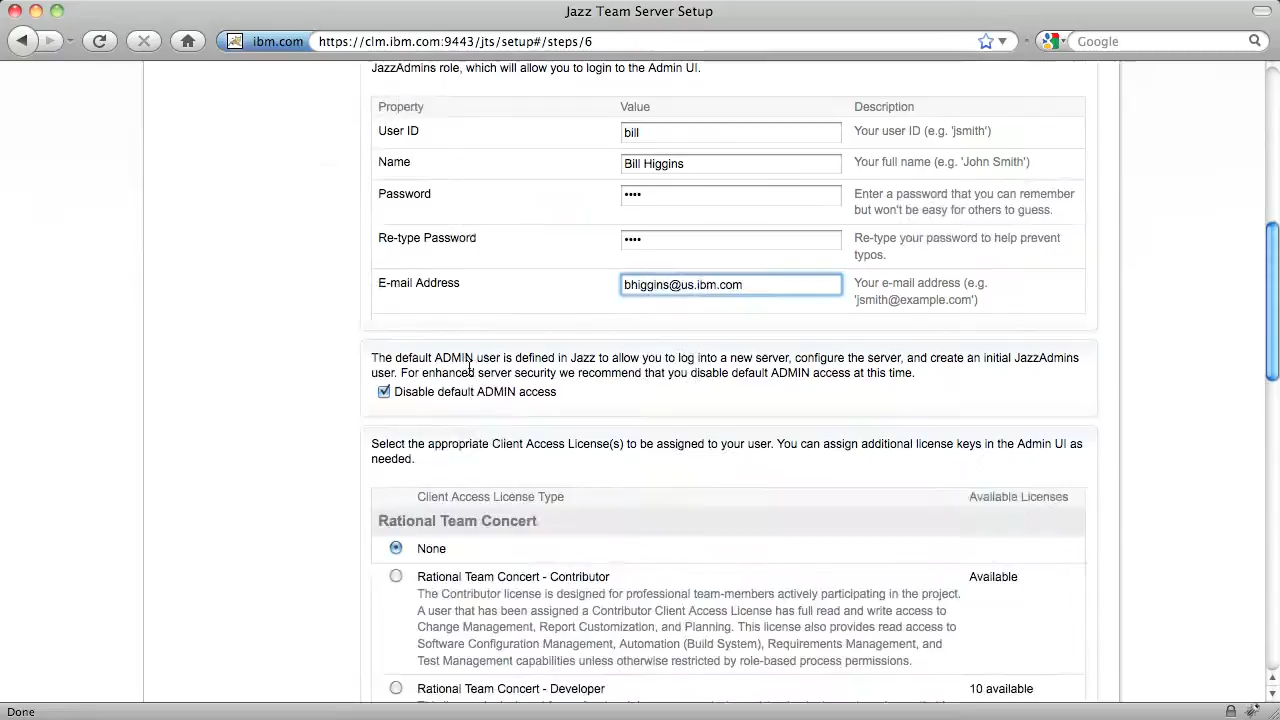 Jazz Team Server Setup
ibm.com https://clm.ibm.com:9443/jts/setup#/steps/6 Google
JazzAdmins role, which will allow you to login to the Admin UI.
Property Value Description
User ID bill Your user ID (e.g. 'jsmith')
Name Bill Higgins Your full name (e.g. 'John Smith')
Password •••• Enter a password that you can remember
but won't be easy for others to guess.
Re-type Password •••• Re-type your password to help prevent
typos.
E-mail Address bhiggins@us.ibm.com Your e-mail address (e.g.
'jsmith@example.com')
The default ADMIN user is defined in Jazz to allow you to log into a new server, configure the server, and create an initial JazzAdmins
user. For enhanced server security we recommend that you disable default ADMIN access at this time.
Disable default ADMIN access
Select the appropriate Client Access License(s) to be assigned to your user. You can assign additional license keys in the Admin UI as
needed.
Client Access License Type Available Licenses
Rational Team Concert
None
Rational Team Concert - Contributor Available
The Contributor license is designed for professional team-members actively participating in the project.
A user that has been assigned a Contributor Client Access License has full read and write access to
Change Management, Report Customization, and Planning. This license also provides read access to
Software Configuration Management, Automation (Build System), Requirements Management, and
Test Management capabilities unless otherwise restricted by role-based process permissions.
Rational Team Concert - Developer 10 available
Done